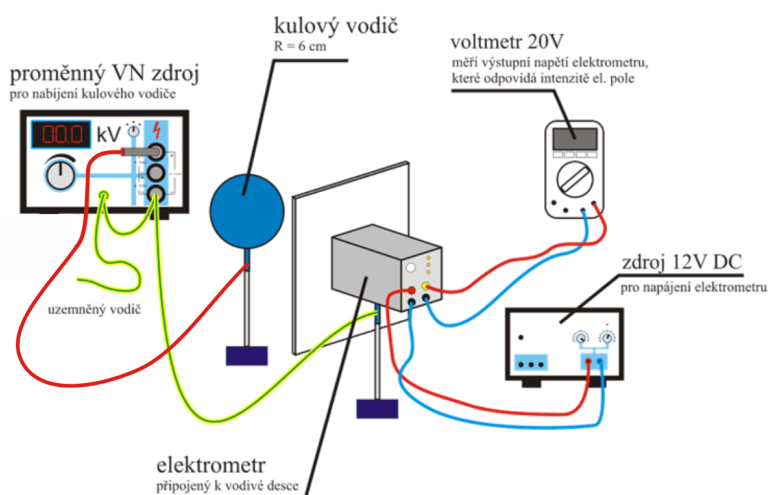 kulový vodič
R = 6 cm
voltmetr 20V
měří výstupní napětí elektrometru,
které odpovídá intenzitě el. pole
proměnný VN zdroj
pro nabíjení kulového vodiče
00.0 kV
zdroj 12V DC
pro napájení elektrometru
uzemněný vodič
elektrometr
připojený k vodivé desce